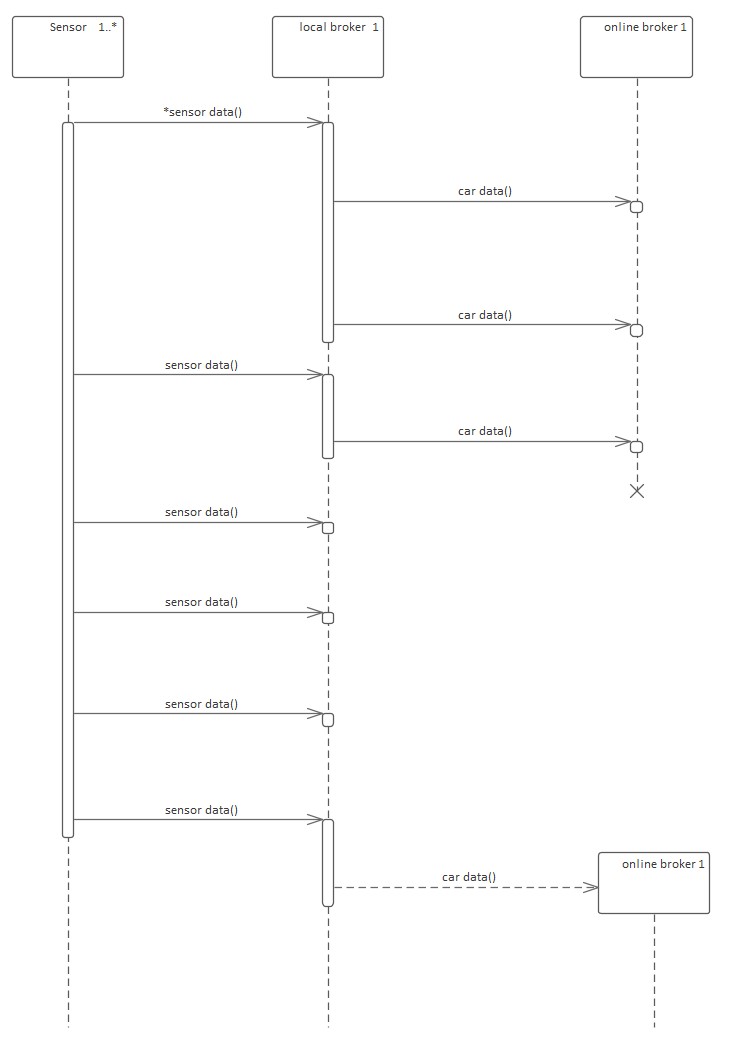 Sensor 1..*
local broker 1
online broker 1
*sensor data()
car data()
car data()
sensor data()
car data()
sensor data()
sensor data()
sensor data()
sensor data()
online broker 1
car data()